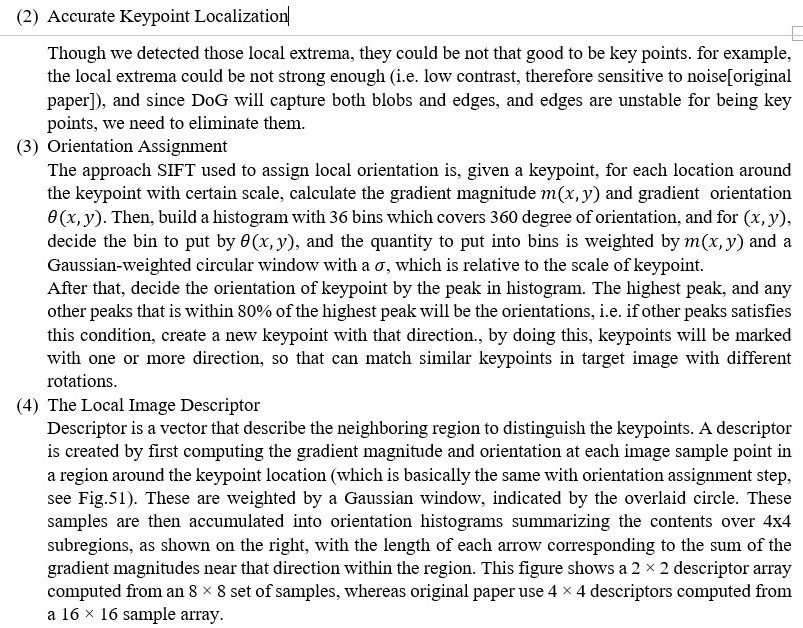 (2) Accurate Keypoint Localization
Though we detected those local extrema, they could be not that good to be key points. for example,
the local extrema could be not strong enough (i.e. low contrast, therefore sensitive to noise[original
paper]), and since DoG will capture both blobs and edges, and edges are unstable for being key
points, we need to eliminate them.
(3) Orientation Assignment
The approach SIFT used to assign local orientation is, given a keypoint, for each location around
the keypoint with certain scale, calculate the gradient magnitude m(x, y) and gradient orientation
θ(x, y). Then, build a histogram with 36 bins which covers 360 degree of orientation, and for (x, y),
decide the bin to put by θ(x, y), and the quantity to put into bins is weighted by m(x, y) and a
Gaussian-weighted circular window with a σ, which is relative to the scale of keypoint.
After that, decide the orientation of keypoint by the peak in histogram. The highest peak, and any
other peaks that is within 80% of the highest peak will be the orientations, i.e. if other peaks satisfies
this condition, create a new keypoint with that direction., by doing this, keypoints will be marked
with one or more direction, so that can match similar keypoints in target image with different
rotations.
(4) The Local Image Descriptor
Descriptor is a vector that describe the neighboring region to distinguish the keypoints. A descriptor
is created by first computing the gradient magnitude and orientation at each image sample point in
a region around the keypoint location (which is basically the same with orientation assignment step,
see Fig.51). These are weighted by a Gaussian window, indicated by the overlaid circle. These
samples are then accumulated into orientation histograms summarizing the contents over 4x4
subregions, as shown on the right, with the length of each arrow corresponding to the sum of the
gradient magnitudes near that direction within the region. This figure shows a 2 × 2 descriptor array
computed from an 8 × 8 set of samples, whereas original paper use 4 × 4 descriptors computed from
a 16 × 16 sample array.